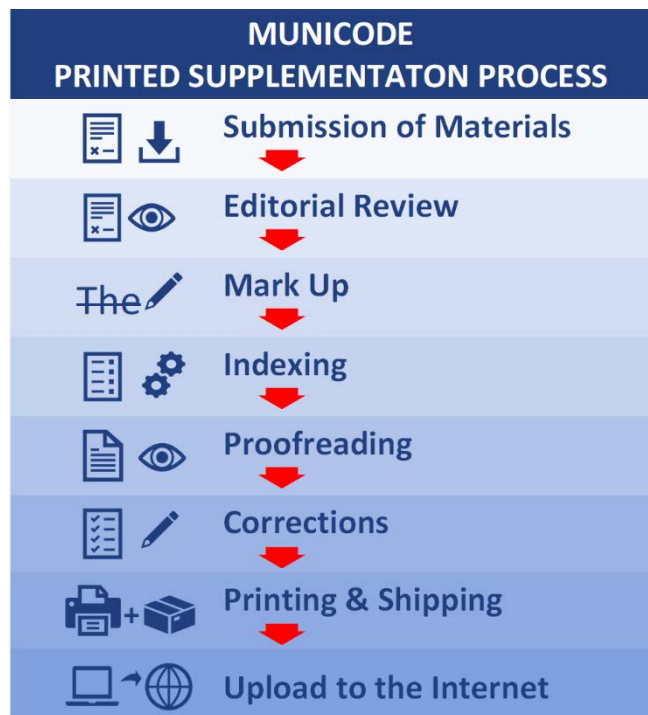 MUNICODE
PRINTED SUPPLEMENTATON PROCESS
Submission of Materials
Editorial Review
The
Mark Up
Indexing
Proofreading
Corrections
+
Printing & Shipping
Upload to the Internet